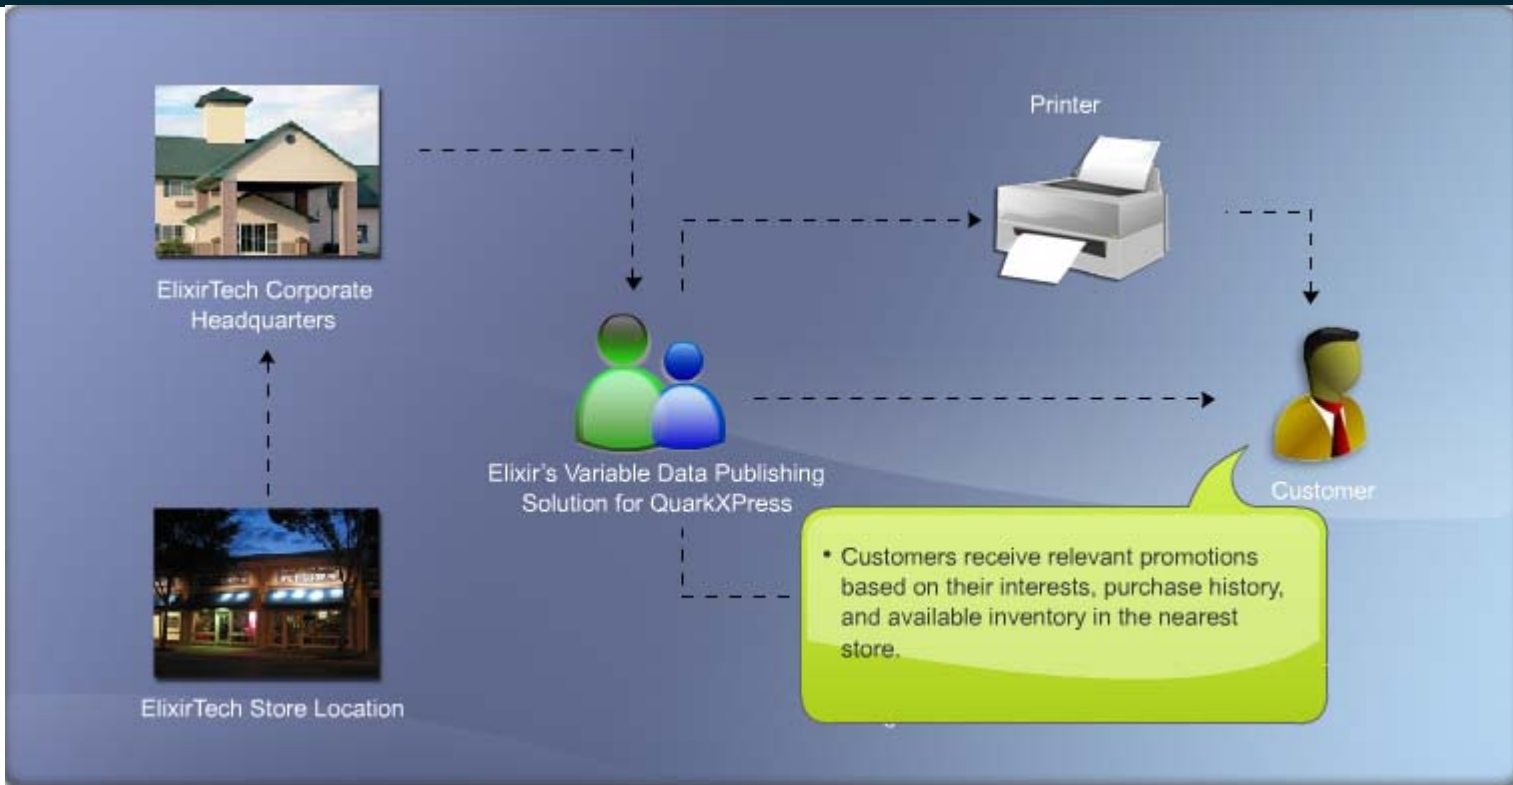 Printer
ElixirTech Corporate
Headquarters
Elixir's Variable Data Publishing
Solution for QuarkXPress
Customer
• Customers receive relevant promotions
based on their interests, purchase history,
and available inventory in the nearest
store.
ElixirTech Store Location